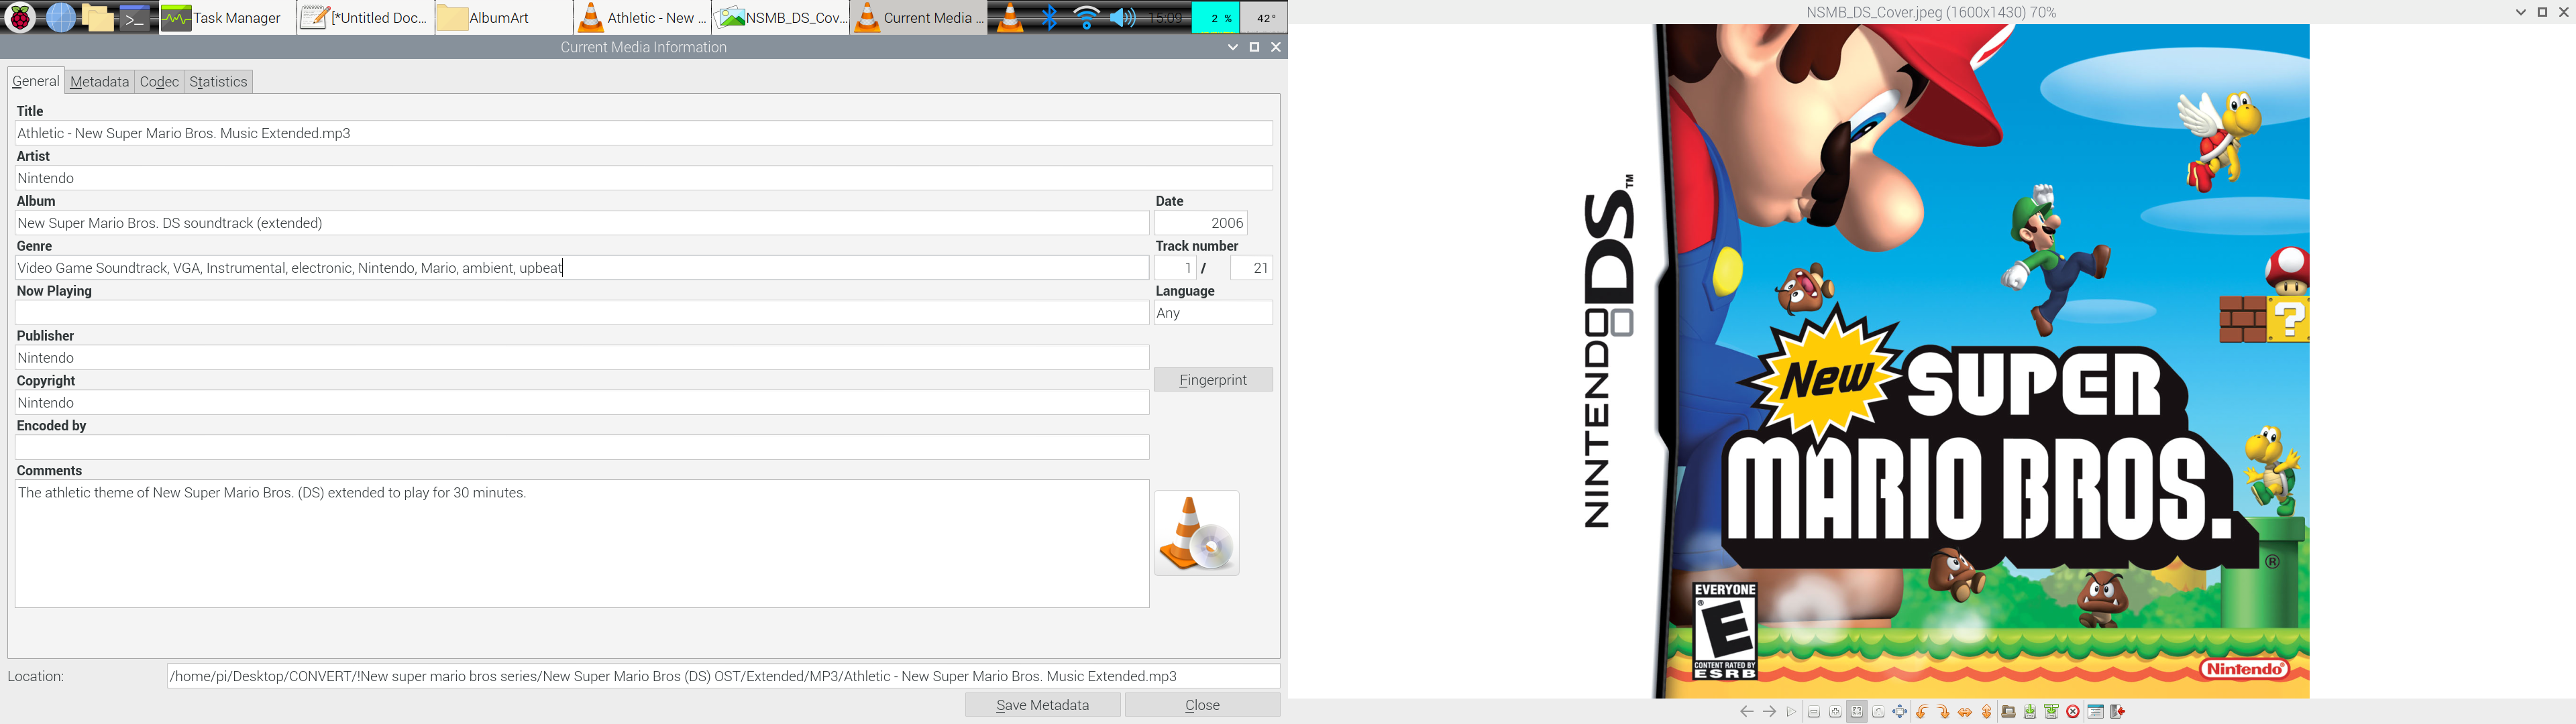 Task Manager
[*Untitled Doc...
AlbumArt
Athletic - New ...
NSMB_DS_Cov...
Current Media ...
15:09
2 %
42°
Current Media Information
General
Metadata
Codec
Statistics
Title
Athletic - New Super Mario Bros. Music Extended.mp3
Artist
Nintendo
Album
Date
New Super Mario Bros. DS soundtrack (extended)
2006
Genre
Track number
Video Game Soundtrack, VGA, Instrumental, electronic, Nintendo, Mario, ambient, upbeat
1 / 21
Now Playing
Language
Any
Publisher
Nintendo
Copyright
Fingerprint
Nintendo
Encoded by
Comments
The athletic theme of New Super Mario Bros. (DS) extended to play for 30 minutes.
Location:
/home/pi/Desktop/CONVERT/!New super mario bros series/New Super Mario Bros (DS) OST/Extended/MP3/Athletic - New Super Mario Bros. Music Extended.mp3
Save Metadata
Close
NSMB_DS_Cover.jpeg (1600x1430) 70%
NINTENDODS™
?
New SUPER
MARIO BROS.
®
EVERYONE
E
®
CONTENT RATED BY
ESRB
Nintendo®